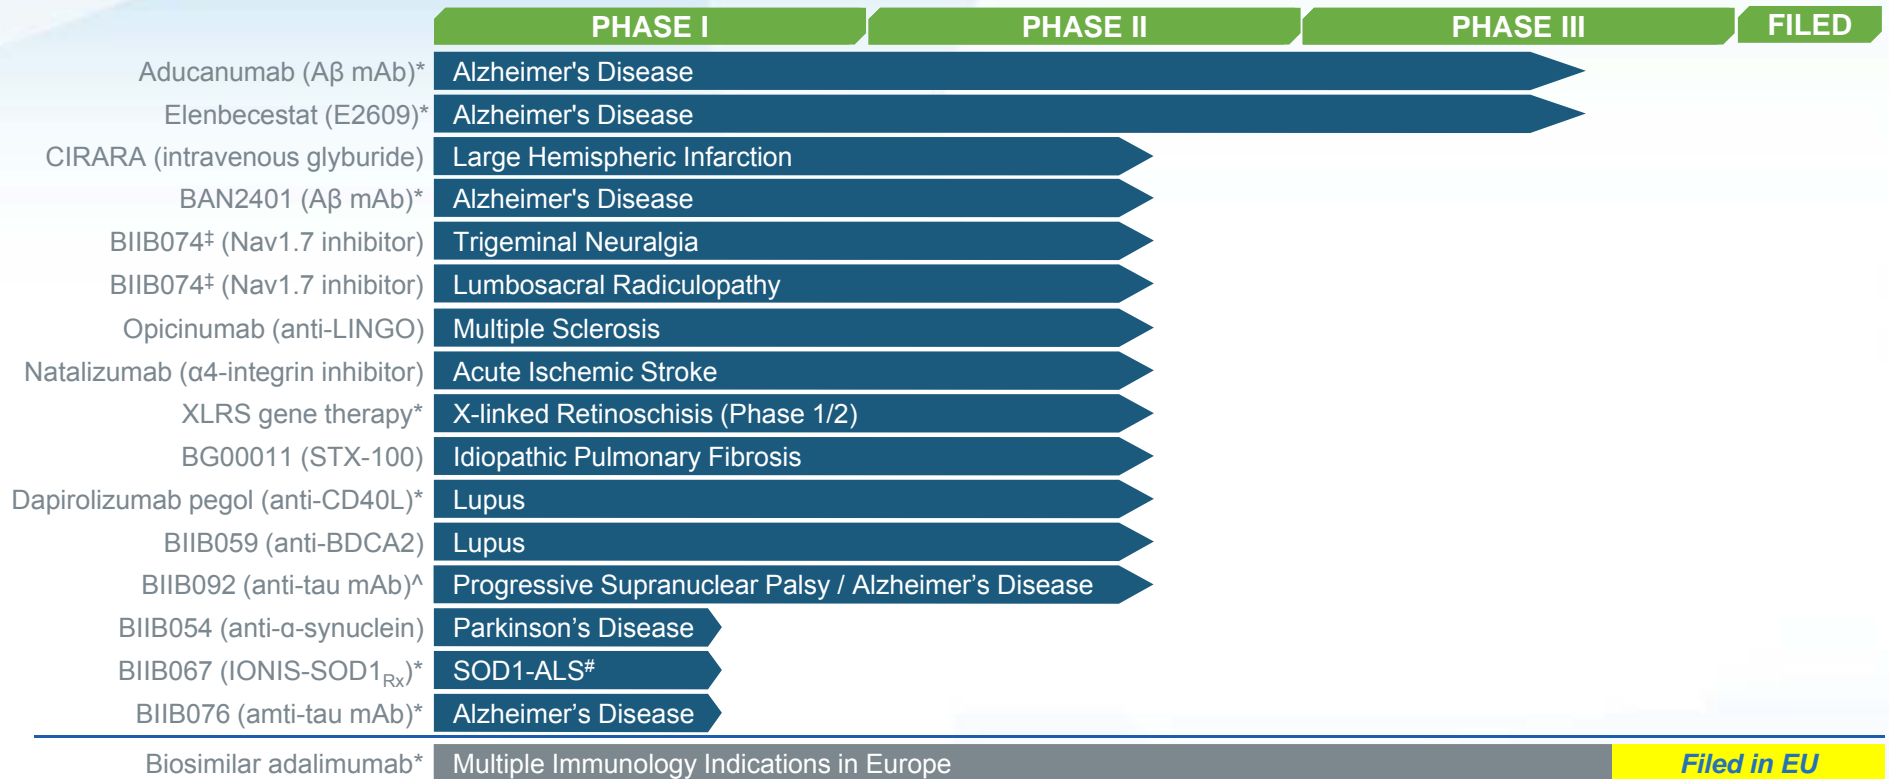 PHASE I PHASE II PHASE III FILED
Aducanumab (Aβ mAb)* Alzheimer's Disease
Elenbecestat (E2609)* Alzheimer's Disease
CIRARA (intravenous glyburide) Large Hemispheric Infarction
BAN2401 (Aβ mAb)* Alzheimer's Disease
BIIB074‡ (Nav1.7 inhibitor) Trigeminal Neuralgia
BIIB074‡ (Nav1.7 inhibitor) Lumbosacral Radiculopathy
Opicinumab (anti-LINGO) Multiple Sclerosis
Natalizumab (α4-integrin inhibitor) Acute Ischemic Stroke
XLRS gene therapy* X-linked Retinoschisis (Phase 1/2)
BG00011 (STX-100) Idiopathic Pulmonary Fibrosis
Dapirolizumab pegol (anti-CD40L)* Lupus
BIIB059 (anti-BDCA2) Lupus
BIIB092 (anti-tau mAb)^ Progressive Supranuclear Palsy / Alzheimer’s Disease
BIIB054 (anti-α-synuclein) Parkinson’s Disease
BIIB067 (IONIS-SOD1Rx)* SOD1-ALS#
BIIB076 (amti-tau mAb)* Alzheimer’s Disease
Biosimilar adalimumab* Multiple Immunology Indications in Europe Filed in EU